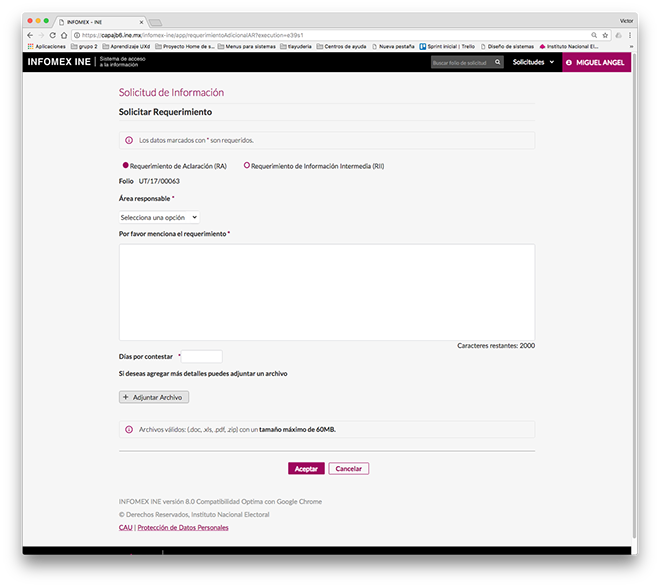 INFOMEX - INE
Victor
https://capajb6.ine.mx/infomex-ine/app/requerimientoAdicionalAR?execution=e39s1
Aplicaciones grupo 2 Aprendizaje UXd Proyecto Home de s... Menus para sistemas tlayuderia Centros de ayuda Nueva pestaña Sprint inicial | Trello Diseño de sistemas Instituto Nacional El...
INFOMEX INE Sistema de acceso a la información
Buscar folio de solicitud Solicitudes MIGUEL ANGEL
Solicitud de Información
Solicitar Requerimiento
Los datos marcados con * son requeridos.
Requerimiento de Aclaración (RA) Requerimiento de Información Intermedia (RII)
Folio UT/17/00063
Área responsable *
Selecciona una opción
Por favor menciona el requerimiento *
Caracteres restantes: 2000
Días por contestar *
Si deseas agregar más detalles puedes adjuntar un archivo
+ Adjuntar Archivo
Archivos válidos: (.doc, .xls, .pdf, .zip) con un tamaño máximo de 60MB.
Aceptar Cancelar
INFOMEX INE versión 8.0 Compatibilidad Optima con Google Chrome
© Derechos Reservados, Instituto Nacional Electoral
CAU | Protección de Datos Personales